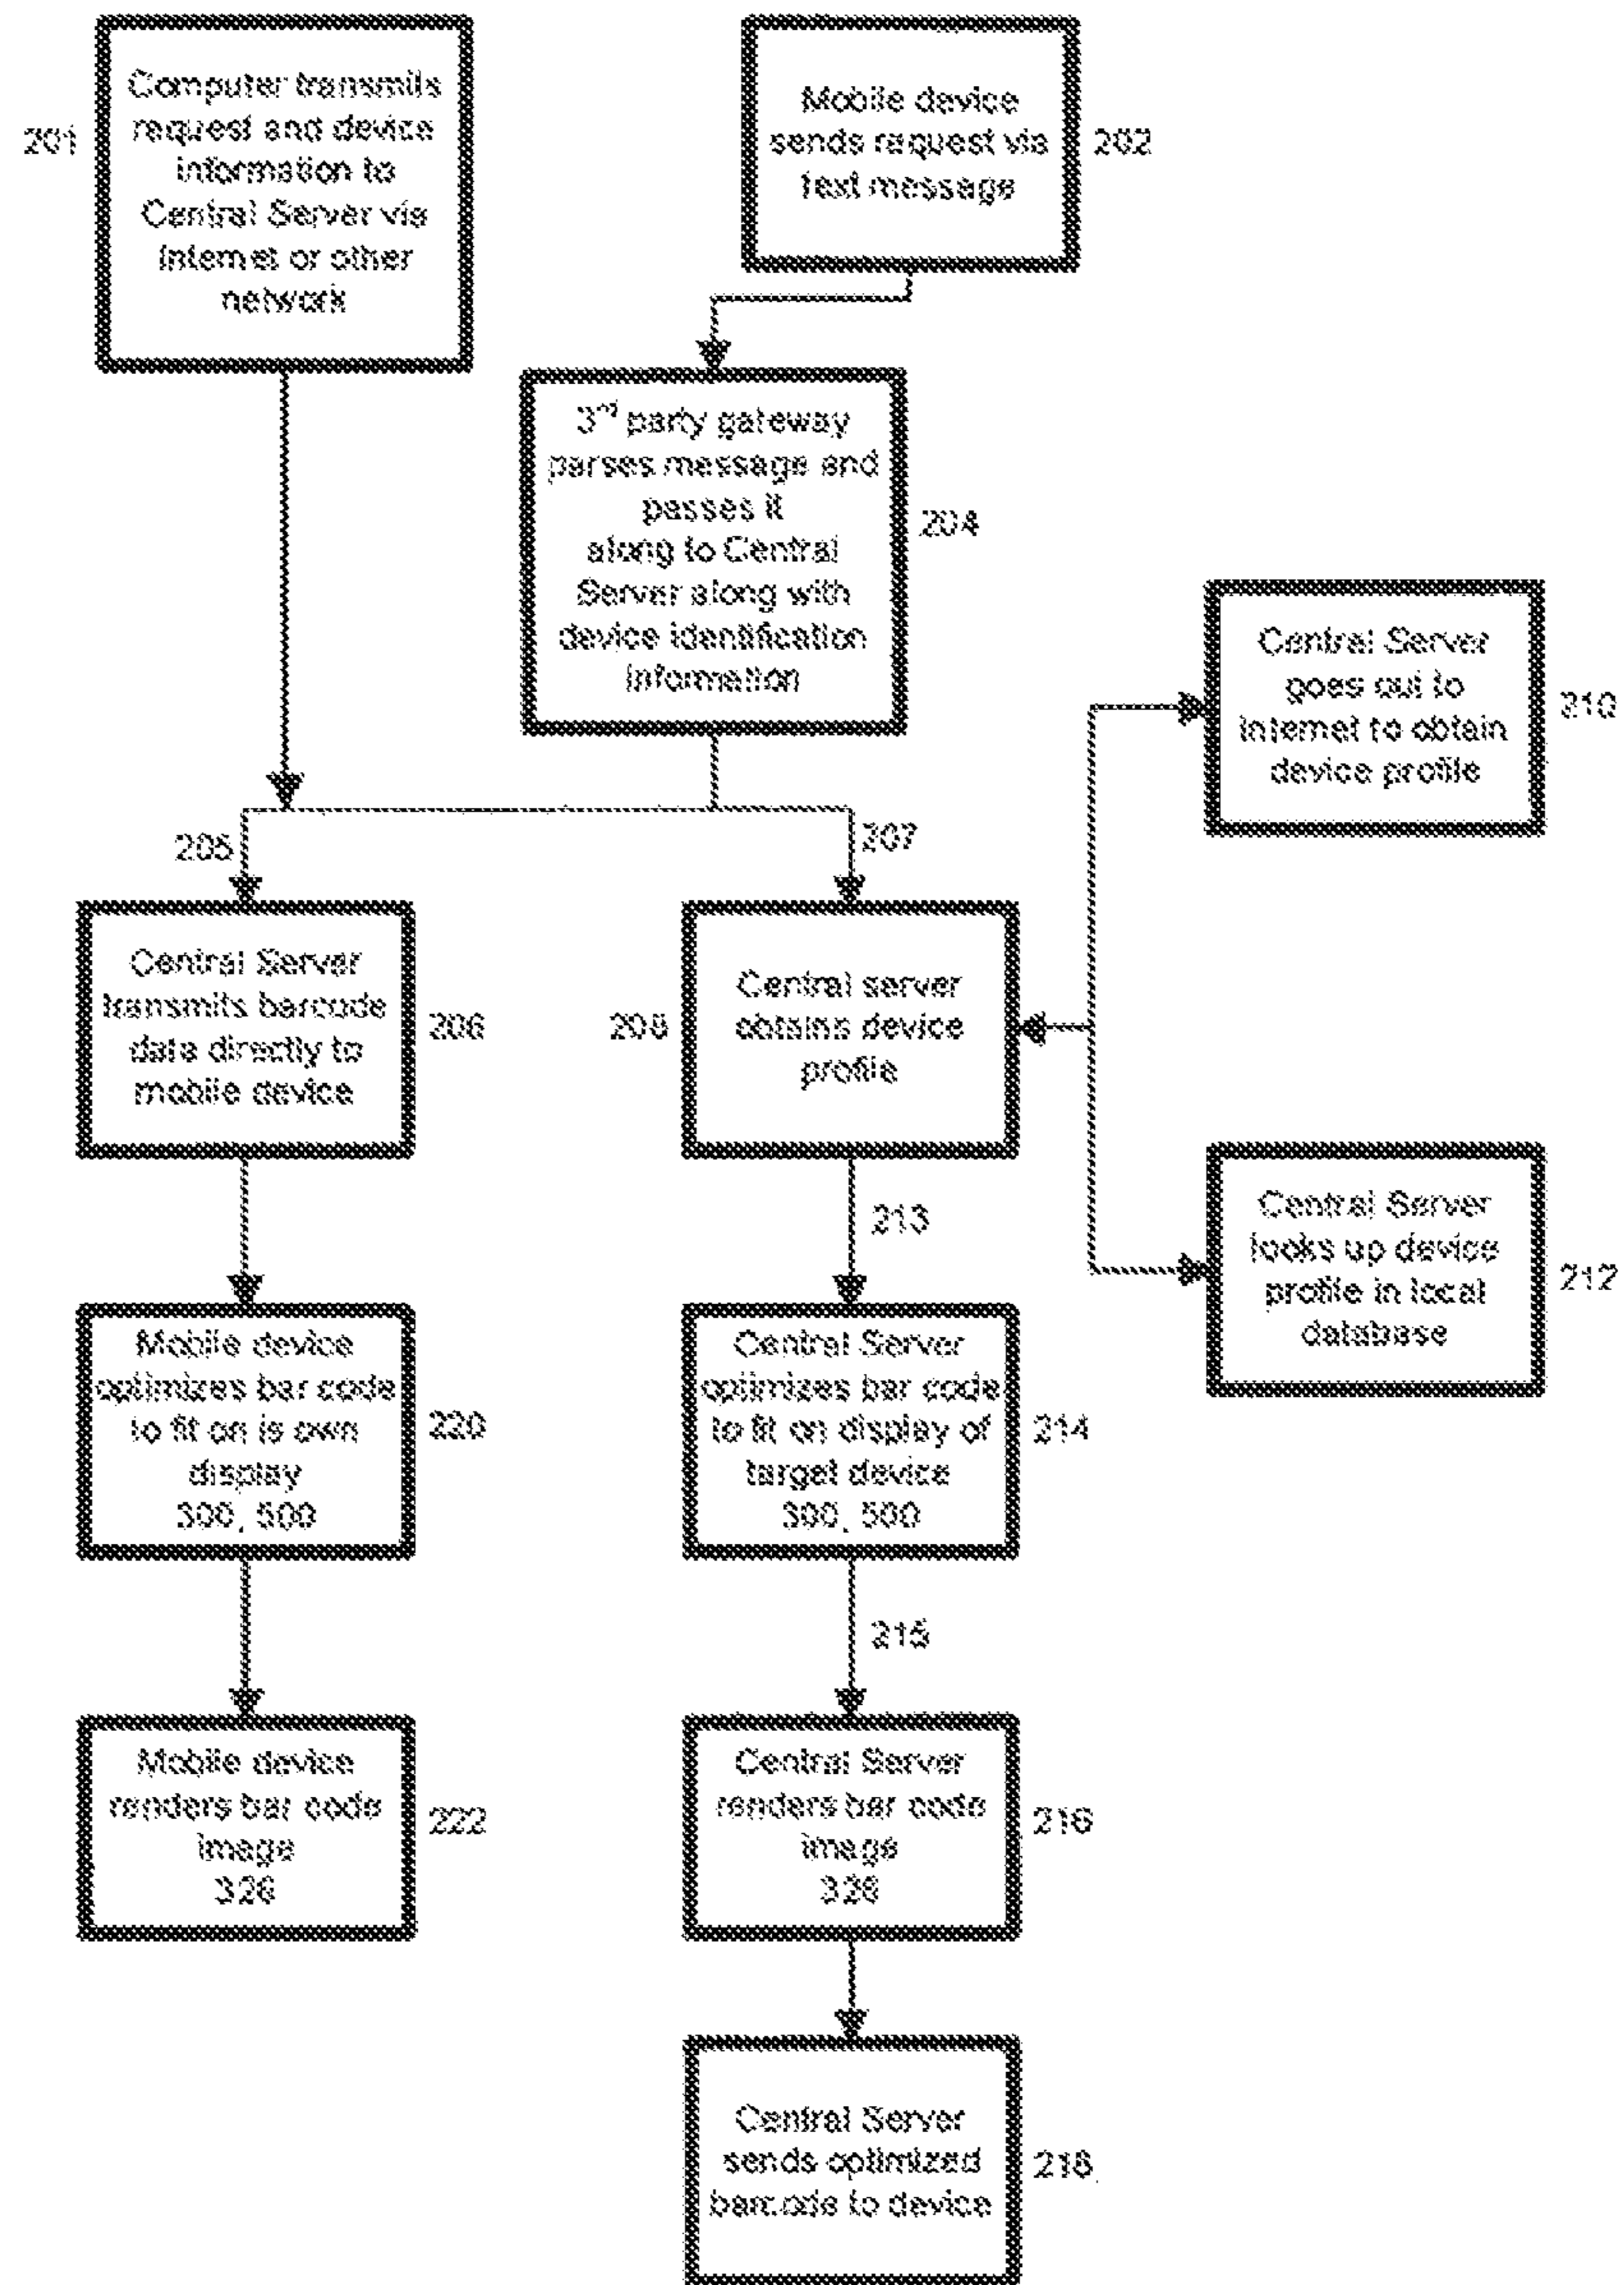 201
Computer transmits
request and device
information to
Central Server via
Internet or other
network
Mobile device
sends request via
text message
202
3rd party gateway
parses message and
passes it
along to Central
Server along with
device identification
information
204
Central Server
goes out to
internet to obtain
device profile
210
205
207
Central Server
transmits barcode
data directly to
mobile device
206
208
Central server
obtains device
profile
213
Central Server
looks up device
profile in local
database
212
Mobile device
optimizes bar code
to fit on is own
display
300, 500
220
Central Server
optimizes bar code
to fit on display of
target device
300, 500
214
215
Mobile device
renders bar code
image
326
222
Central Server
renders bar code
image
326
216
Central Server
sends optimized
barcode to device
218